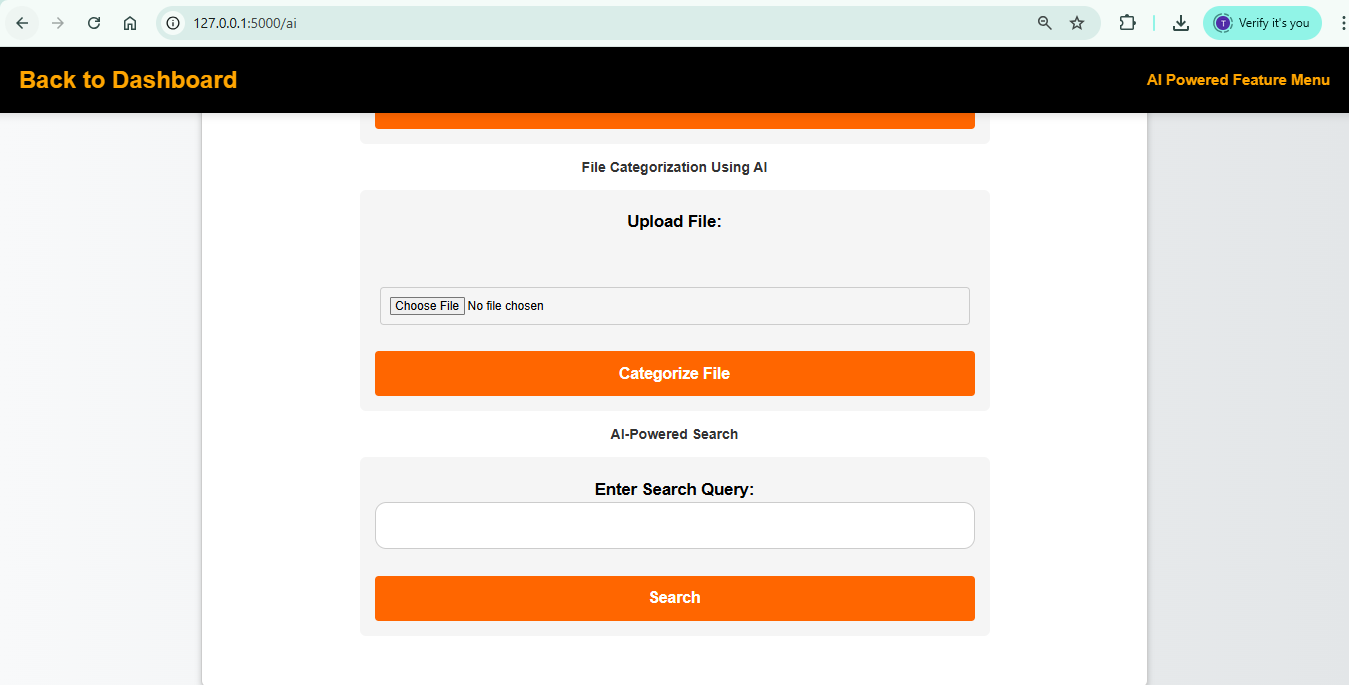 127.0.0.1:5000/ai
T
Verify it's you
Back to Dashboard
AI Powered Feature Menu
File Categorization Using AI
Upload File:
Choose File No file chosen
Categorize File
AI-Powered Search
Enter Search Query:
Search